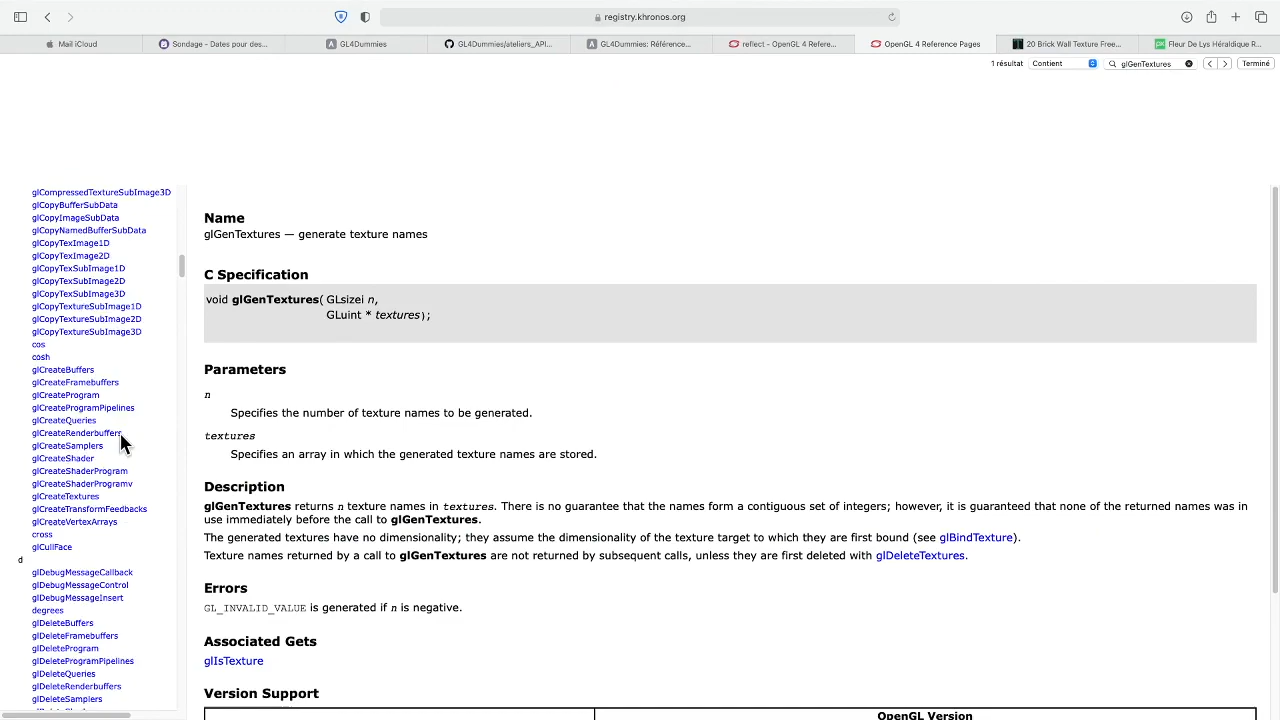 registry.khronos.org
Mail iCloud
Sondage - Dates pour des...
GL4Dummies
GL4Dummies/ateliers_API...
GL4Dummies: Référence...
reflect - OpenGL 4 Refere...
OpenGL 4 Reference Pages
20 Brick Wall Texture Free...
Fleur De Lys Héraldique R...
1 résultat
Contient
glGenTextures
Terminé
glCompressedTextureSubImage3D
glCopyBufferSubData
glCopyImageSubData
glCopyNamedBufferSubData
glCopyTexImage1D
glCopyTexImage2D
glCopyTexSubImage1D
glCopyTexSubImage2D
glCopyTexSubImage3D
glCopyTextureSubImage1D
glCopyTextureSubImage2D
glCopyTextureSubImage3D
cos
cosh
glCreateBuffers
glCreateFramebuffers
glCreateProgram
glCreateProgramPipelines
glCreateQueries
glCreateRenderbuffers
glCreateSamplers
glCreateShader
glCreateShaderProgram
glCreateShaderProgramv
glCreateTextures
glCreateTransformFeedbacks
glCreateVertexArrays
cross
glCullFace
d
glDebugMessageCallback
glDebugMessageControl
glDebugMessageInsert
degrees
glDeleteBuffers
glDeleteFramebuffers
glDeleteProgram
glDeleteProgramPipelines
glDeleteQueries
glDeleteRenderbuffers
glDeleteSamplers
Name
glGenTextures — generate texture names
C Specification
void glGenTextures( GLsizei n,
GLuint * textures);
Parameters
n
Specifies the number of texture names to be generated.
textures
Specifies an array in which the generated texture names are stored.
Description
glGenTextures returns n texture names in textures. There is no guarantee that the names form a contiguous set of integers; however, it is guaranteed that none of the returned names was in
use immediately before the call to glGenTextures.
The generated textures have no dimensionality; they assume the dimensionality of the texture target to which they are first bound (see glBindTexture).
Texture names returned by a call to glGenTextures are not returned by subsequent calls, unless they are first deleted with glDeleteTextures.
Errors
GL_INVALID_VALUE is generated if n is negative.
Associated Gets
glIsTexture
Version Support
OpenGL Version